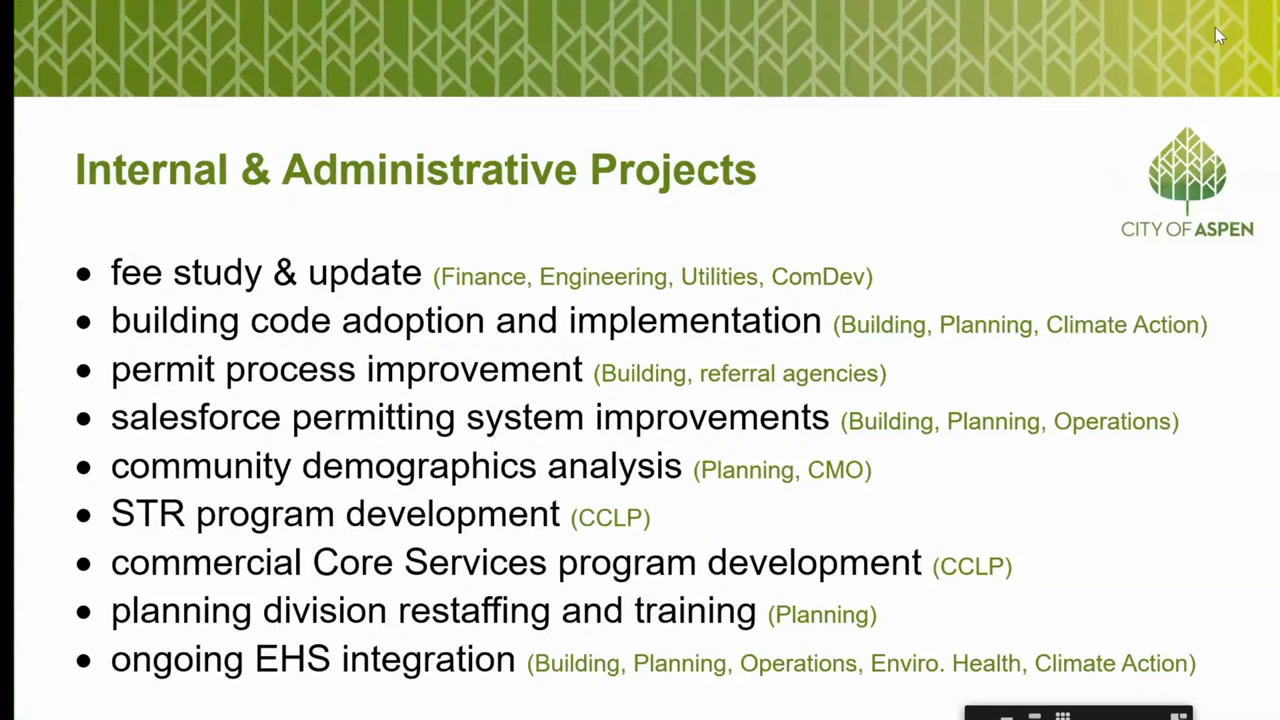 Internal & Administrative Projects
CITY OF ASPEN
• fee study & update (Finance, Engineering, Utilities, ComDev)
• building code adoption and implementation (Building, Planning, Climate Action)
• permit process improvement (Building, referral agencies)
• salesforce permitting system improvements (Building, Planning, Operations)
• community demographics analysis (Planning, CMO)
• STR program development (CCLP)
• commercial Core Services program development (CCLP)
• planning division restaffing and training (Planning)
• ongoing EHS integration (Building, Planning, Operations, Enviro. Health, Climate Action)